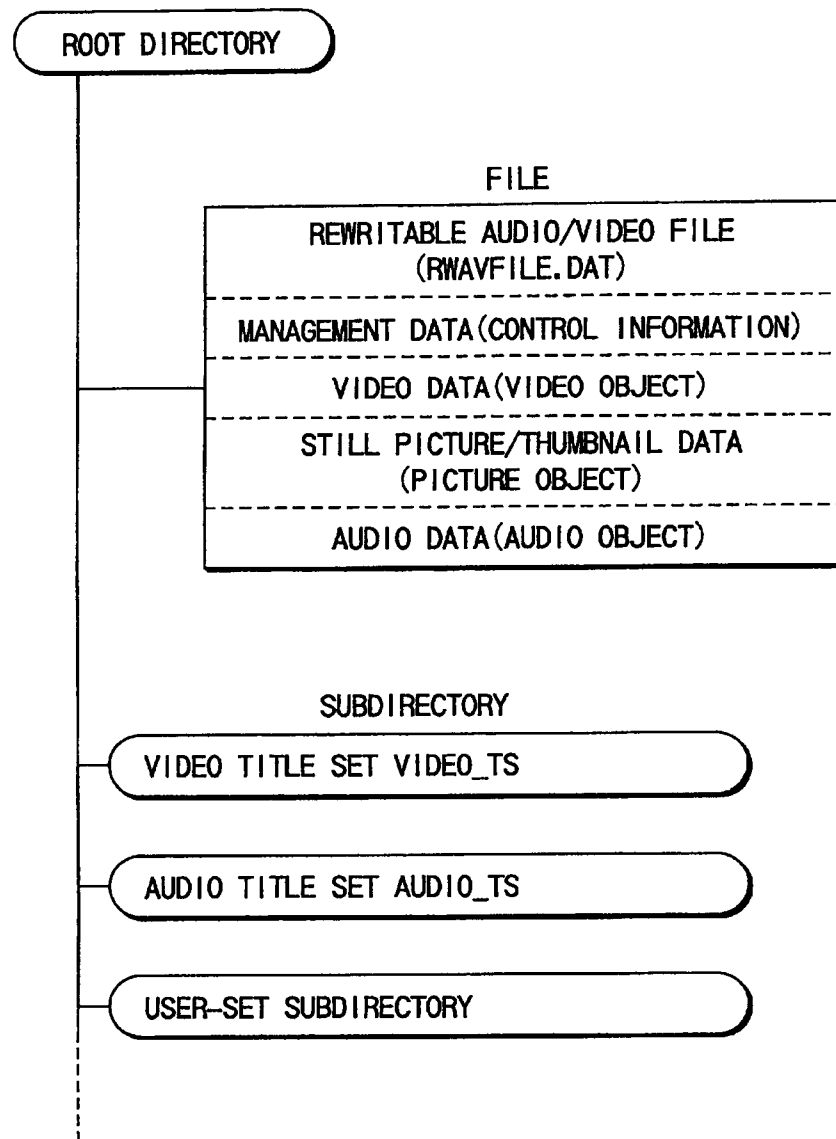 ROOT DIRECTORY
FILE
REWRITABLE AUDIO/VIDEO FILE
(RWAVFILE.DAT)
MANAGEMENT DATA(CONTROL INFORMATION)
VIDEO DATA(VIDEO OBJECT)
STILL PICTURE/THUMBNAIL DATA
(PICTURE OBJECT)
AUDIO DATA(AUDIO OBJECT)
SUBDIRECTORY
VIDEO TITLE SET VIDEO_TS
AUDIO TITLE SET AUDIO_TS
USER-SET SUBDIRECTORY